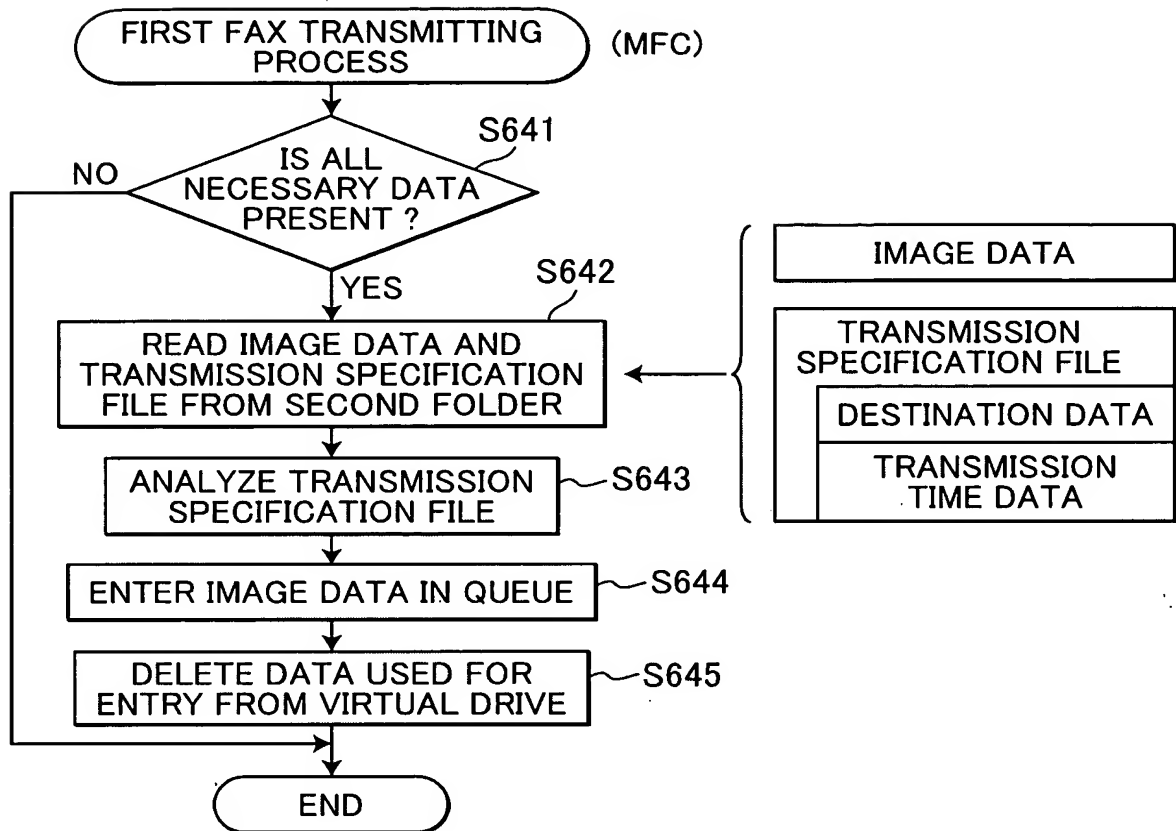 FIRST FAX TRANSMITTING
PROCESS
(MFC)
S641
NO
IS ALL
NECESSARY DATA
PRESENT ?
YES
S642
READ IMAGE DATA AND
TRANSMISSION SPECIFICATION
FILE FROM SECOND FOLDER
IMAGE DATA
TRANSMISSION
SPECIFICATION FILE
DESTINATION DATA
TRANSMISSION
TIME DATA
ANALYZE TRANSMISSION
SPECIFICATION FILE
S643
ENTER IMAGE DATA IN QUEUE
S644
DELETE DATA USED FOR
ENTRY FROM VIRTUAL DRIVE
S645
END